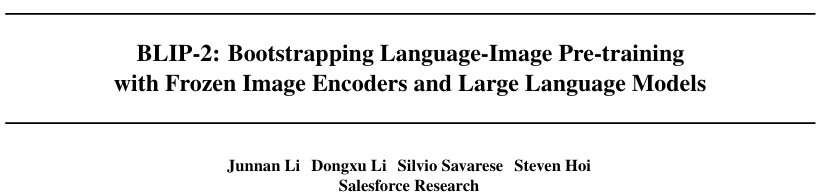 BLIP-2: Bootstrapping Language-Image Pre-training
with Frozen Image Encoders and Large Language Models
Junnan Li Dongxu Li Silvio Savarese Steven Hoi
Salesforce Research